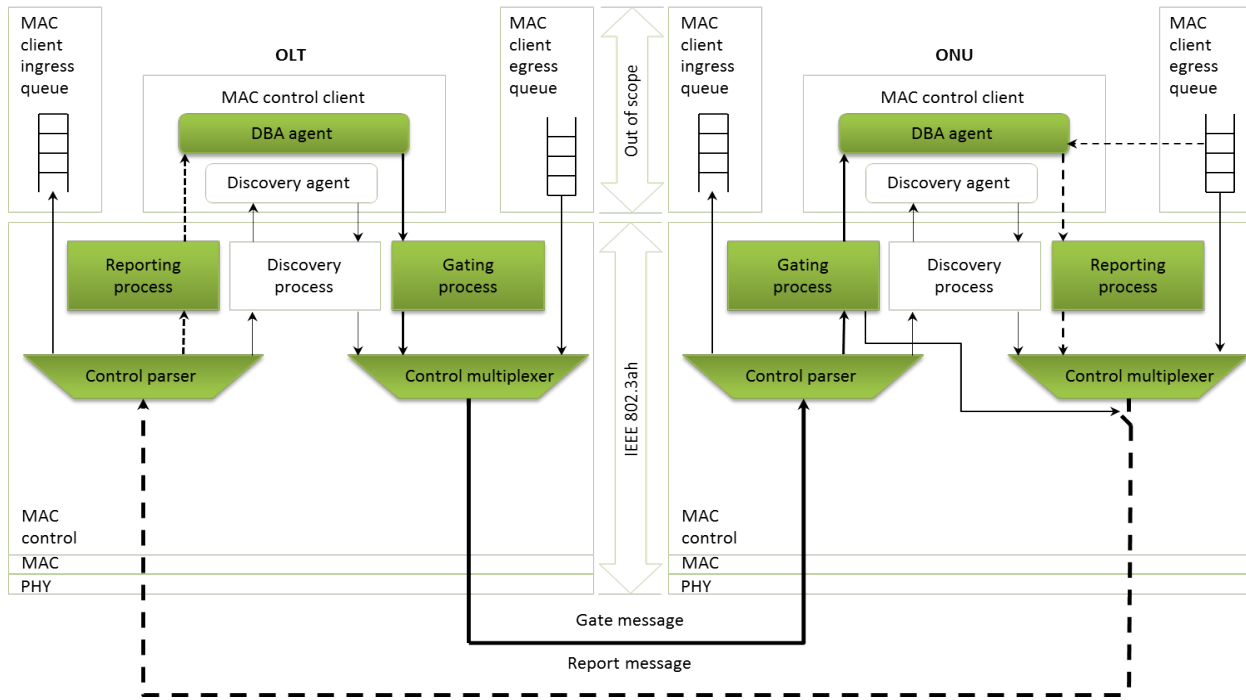 MAC
client
ingress
queue
OLT
MAC control client
DBA agent
Discovery agent
MAC
client
egress
queue
Reporting
process
Discovery
process
Gating
process
Control parser
Control multiplexer
MAC
control
MAC
PHY
Out of scope
IEEE 802.3ah
MAC
client
ingress
queue
ONU
MAC control client
DBA agent
Discovery agent
MAC
client
egress
queue
Gating
process
Discovery
process
Reporting
process
Control parser
Control multiplexer
MAC
control
MAC
PHY
Gate message
Report message